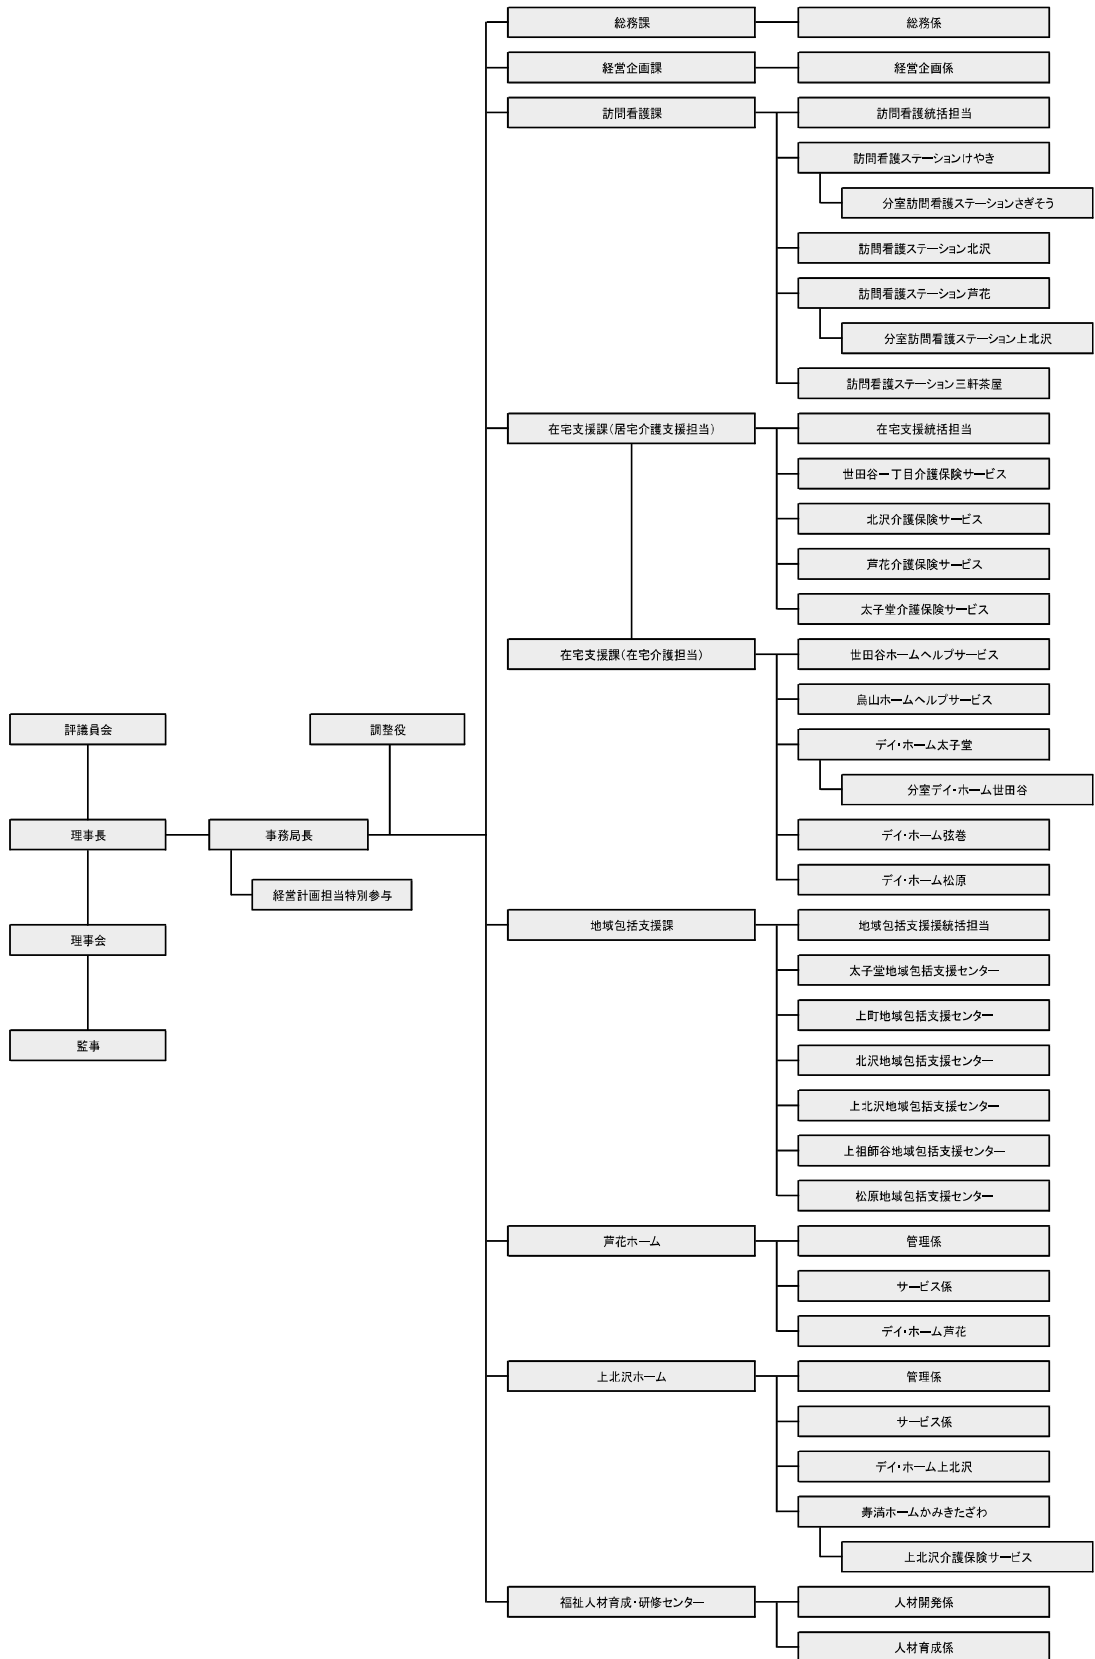 評議員会
理事長
理事会
監事
調整役
事務局長
経営計画担当特別参与
総務課
総務係
経営企画課
経営企画係
訪問看護課
訪問看護統括担当
訪問看護ステーションけやき
分室訪問看護ステーションさぎそう
訪問看護ステーション北沢
訪問看護ステーション芦花
分室訪問看護ステーション上北沢
訪問看護ステーション三軒茶屋
在宅支援課(居宅介護支援担当)
在宅支援統括担当
世田谷一丁目介護保険サービス
北沢介護保険サービス
芦花介護保険サービス
太子堂介護保険サービス
在宅支援課(在宅介護担当)
世田谷ホームヘルプサービス
烏山ホームヘルプサービス
デイ・ホーム太子堂
分室デイ・ホーム世田谷
デイ・ホーム弦巻
デイ・ホーム松原
地域包括支援課
地域包括支援援統括担当
太子堂地域包括支援センター
上町地域包括支援センター
北沢地域包括支援センター
上北沢地域包括支援センター
上祖師谷地域包括支援センター
松原地域包括支援センター
芦花ホーム
管理係
サービス係
デイ・ホーム芦花
上北沢ホーム
管理係
サービス係
デイ・ホーム上北沢
寿満ホームかみきたざわ
上北沢介護保険サービス
福祉人材育成・研修センター
人材開発係
人材育成係